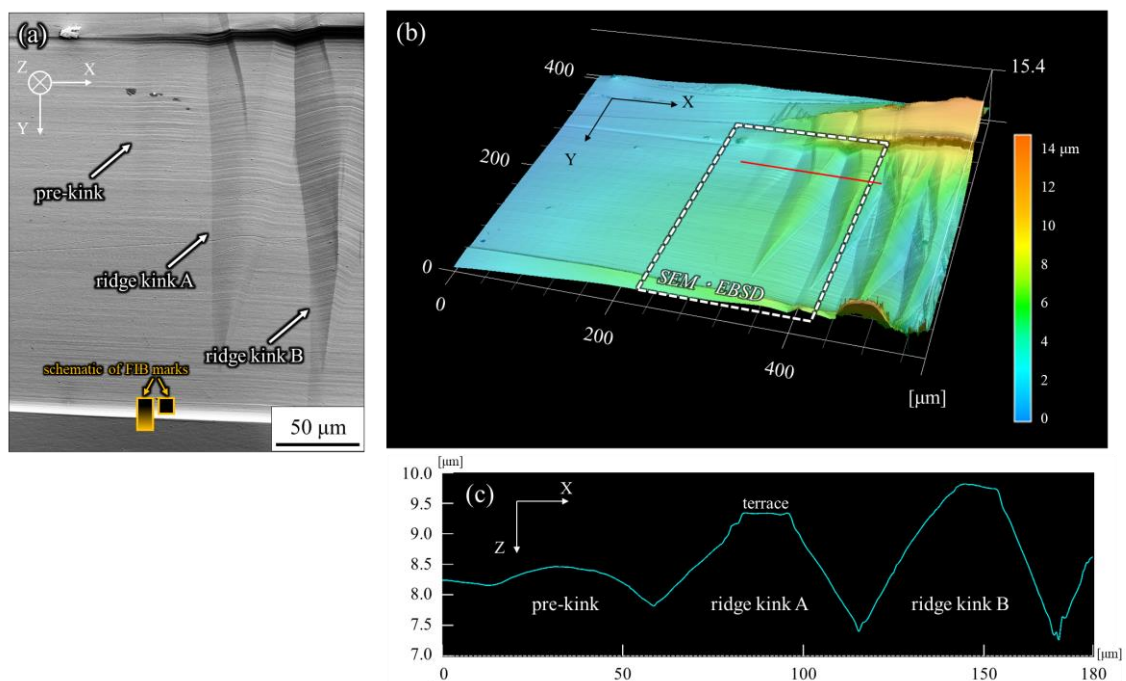 (a)
Z
X
Y
pre-kink
ridge kink A
ridge kink B
schematic of FIB marks
50 μm
(b)
15.4
400
X
Y
200
SEM・EBSD
0
0
200
400
[μm]
14 μm
12
10
8
6
4
2
0
[μm]
10.0
9.5
9.0
8.5
8.0
7.5
7.0
(c)
X
Z
terrace
pre-kink
ridge kink A
ridge kink B
0
50
100
150
180
[μm]